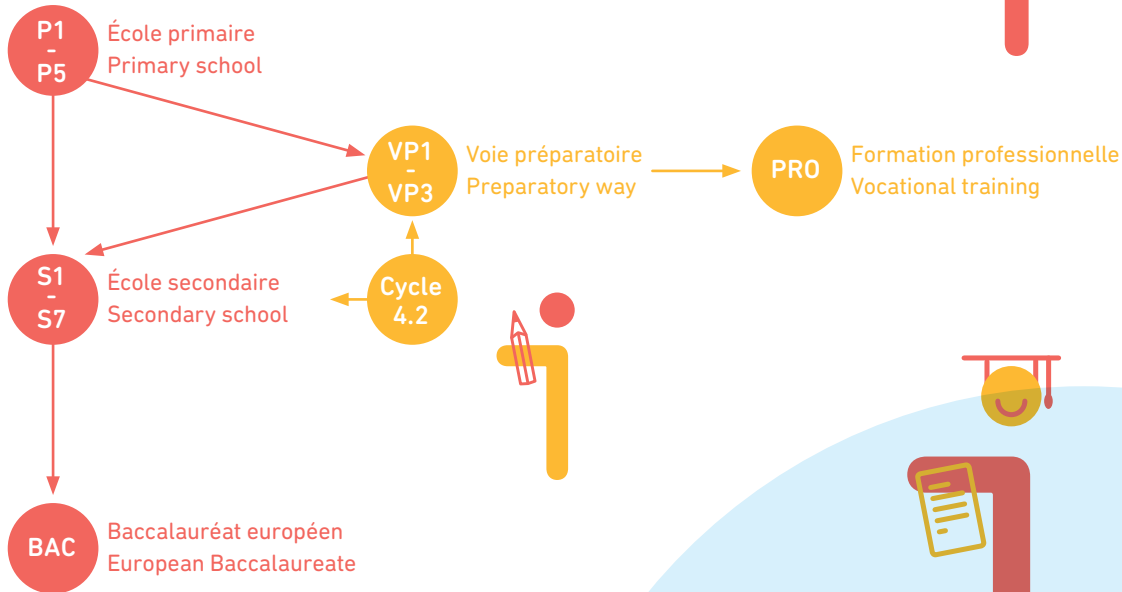 P1
-
P5
École primaire
Primary school
VP1
-
VP3
Voie préparatoire
Preparatory way
PRO
Formation professionnelle
Vocational training
S1
-
S7
École secondaire
Secondary school
Cycle
4.2
BAC
Baccalauréat européen
European Baccalaureate